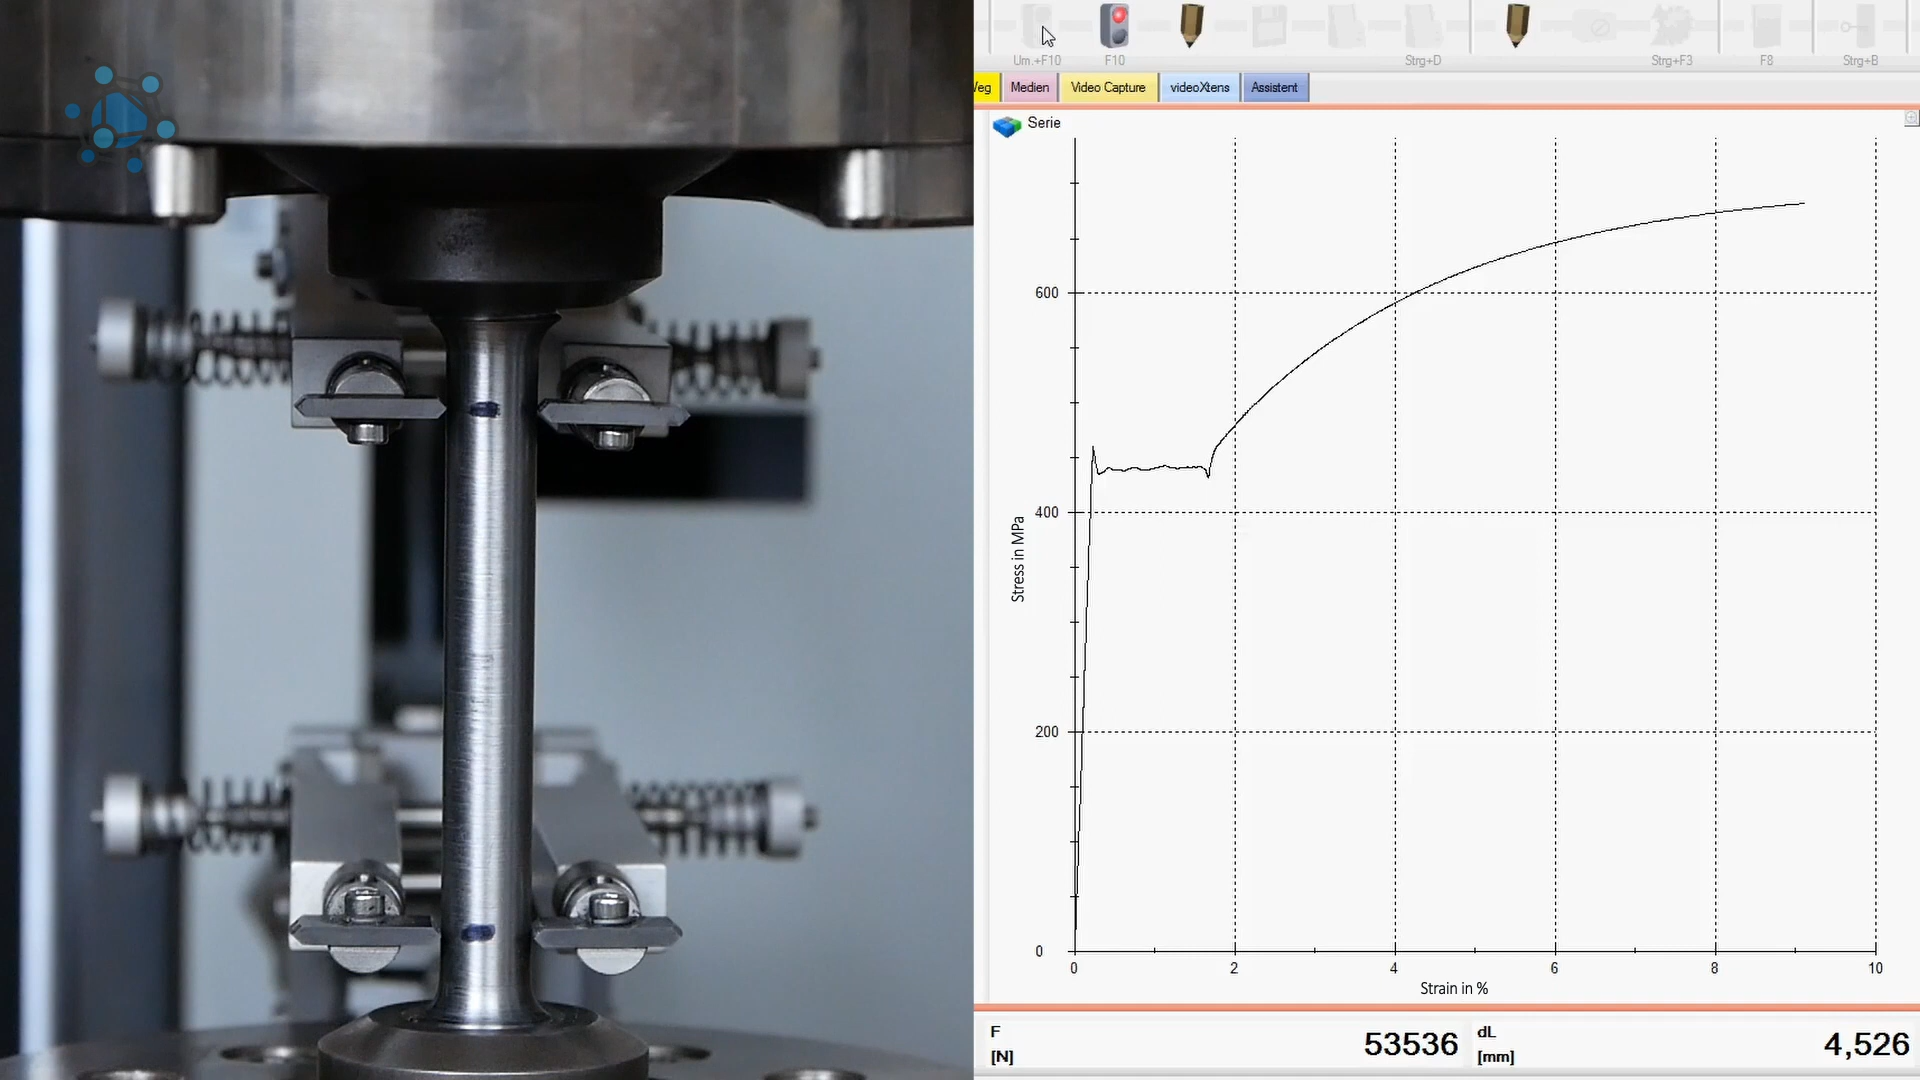 Um.+F10 F10 Strg+D Strg+F3 F8 Strg+B
Veg Medien Video Capture videoXtens Assistent
Serie
600
400
200
0
Stress in MPa
0 2 4 6 8 10
Strain in %
F
[N]
53536
dL
[mm]
4,526